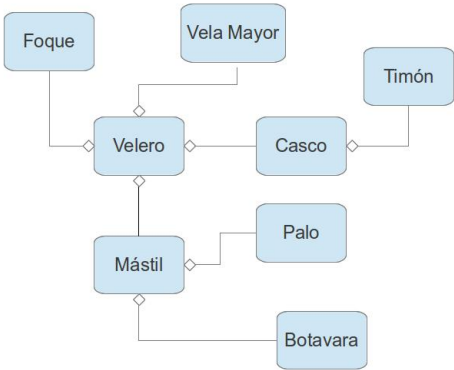 Foque
Vela Mayor
Timón
Velero
Casco
Palo
Mástil
Botavara